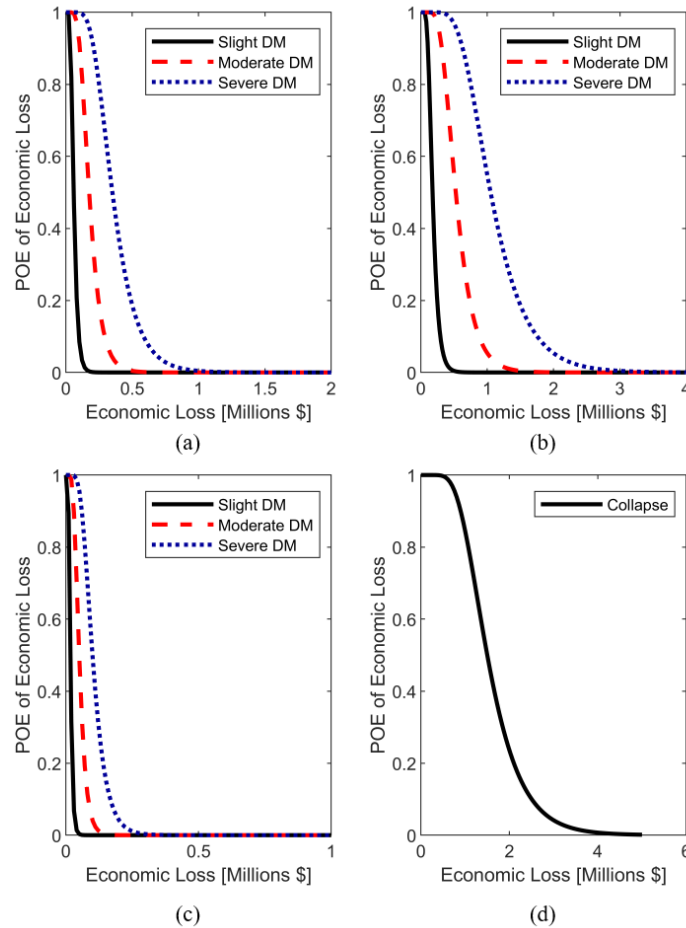 Slight DM
Moderate DM
Severe DM
POE of Economic Loss
1
0.8
0.6
0.4
0.2
0
0 0.5 1 1.5 2
Economic Loss [Millions $]
(a)
Slight DM
Moderate DM
Severe DM
POE of Economic Loss
1
0.8
0.6
0.4
0.2
0
0 1 2 3 4
Economic Loss [Millions $]
(b)
Slight DM
Moderate DM
Severe DM
POE of Economic Loss
1
0.8
0.6
0.4
0.2
0
0 0.5 1
Economic Loss [Millions $]
(c)
Collapse
POE of Economic Loss
1
0.8
0.6
0.4
0.2
0
0 2 4 6
Economic Loss [Millions $]
(d)